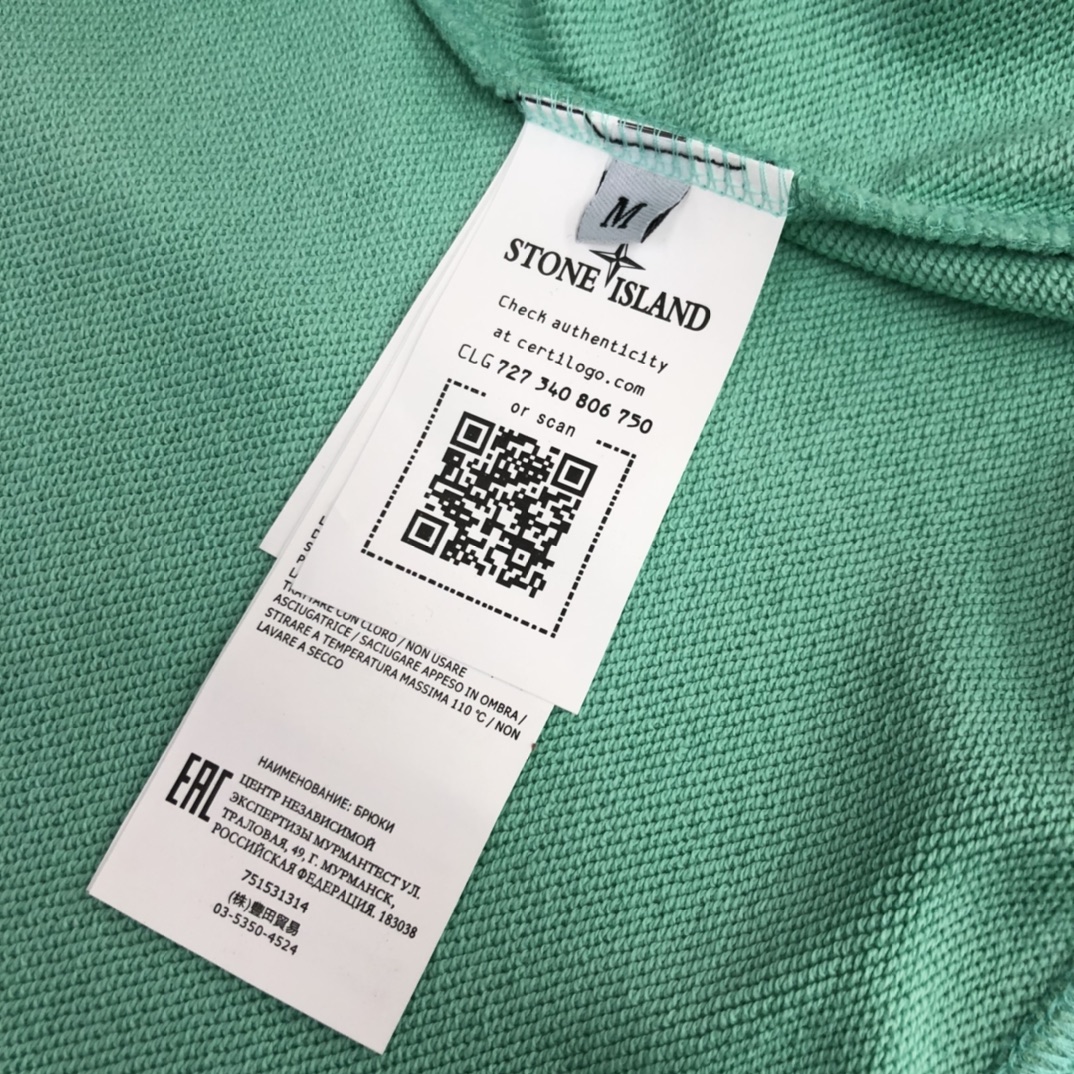 M
STONE ISLAND
Check authenticity
at certilogo.com
CLG 727 340 806 750
or scan
TRATTARE CON CLORO / NON USARE
ASCIUGATRICE / SACIUGARE APPESO IN OMBRA /
STIRARE A TEMPERATURA MASSIMA 110 °C / NON
LAVARE A SECCO
EAC
НАИМЕНОВАНИЕ: БРЮКИ
ЦЕНТР НЕЗАВИСИМОЙ
ЭКСПЕРТИЗЫ МУРМАНТЕСТ УЛ.
ТРАЛОВАЯ, 49, Г. МУРМАНСК,
РОССИЙСКАЯ ФЕДЕРАЦИЯ. 183038
751531314
(株)豊田貿易
03-5350-4524